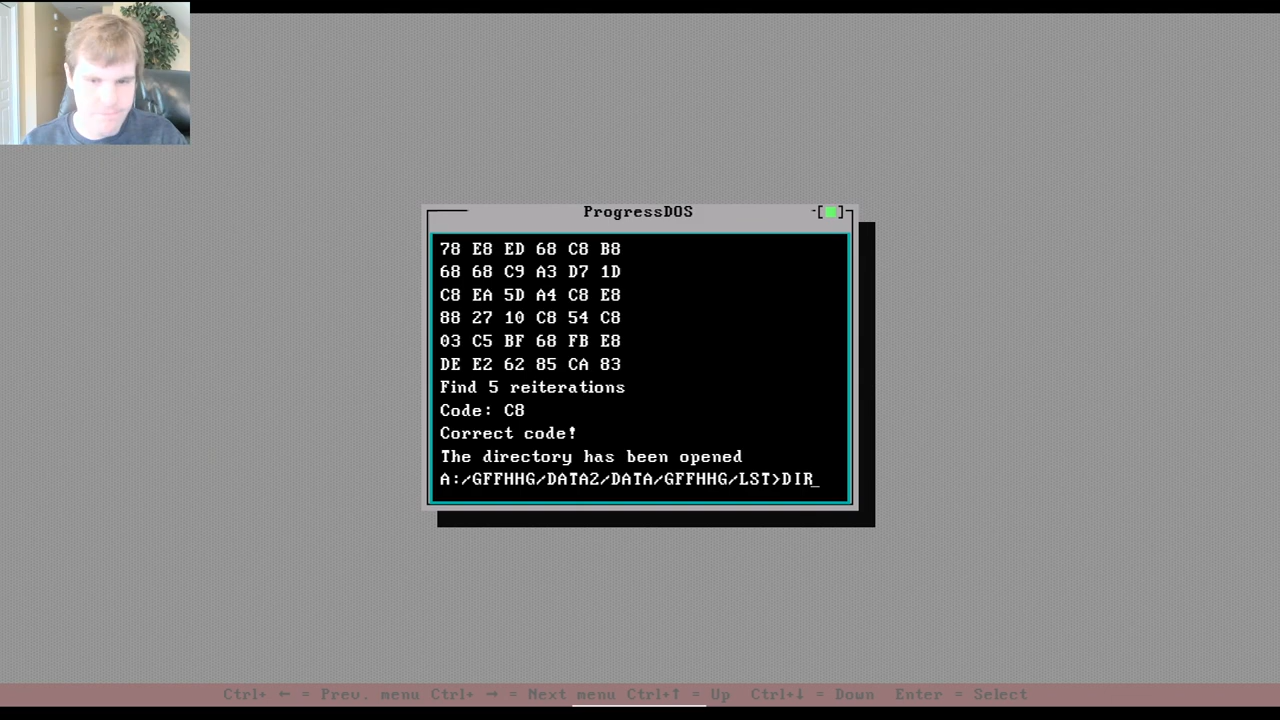 ProgressDOS
78 E8 ED 68 C8 B8
68 68 C9 A3 D7 1D
C8 EA 5D A4 C8 E8
88 27 10 C8 54 C8
03 C5 BF 68 FB E8
DE E2 62 85 CA 83
Find 5 reiterations
Code: C8
Correct code!
The directory has been opened
A:/GFFHHG/DATA2/DATA/GFFHHG/LST>DIR_
Ctrl+ ← = Prev. menu Ctrl+ → = Next menu Ctrl+↑ = Up Ctrl+↓ = Down Enter = Select